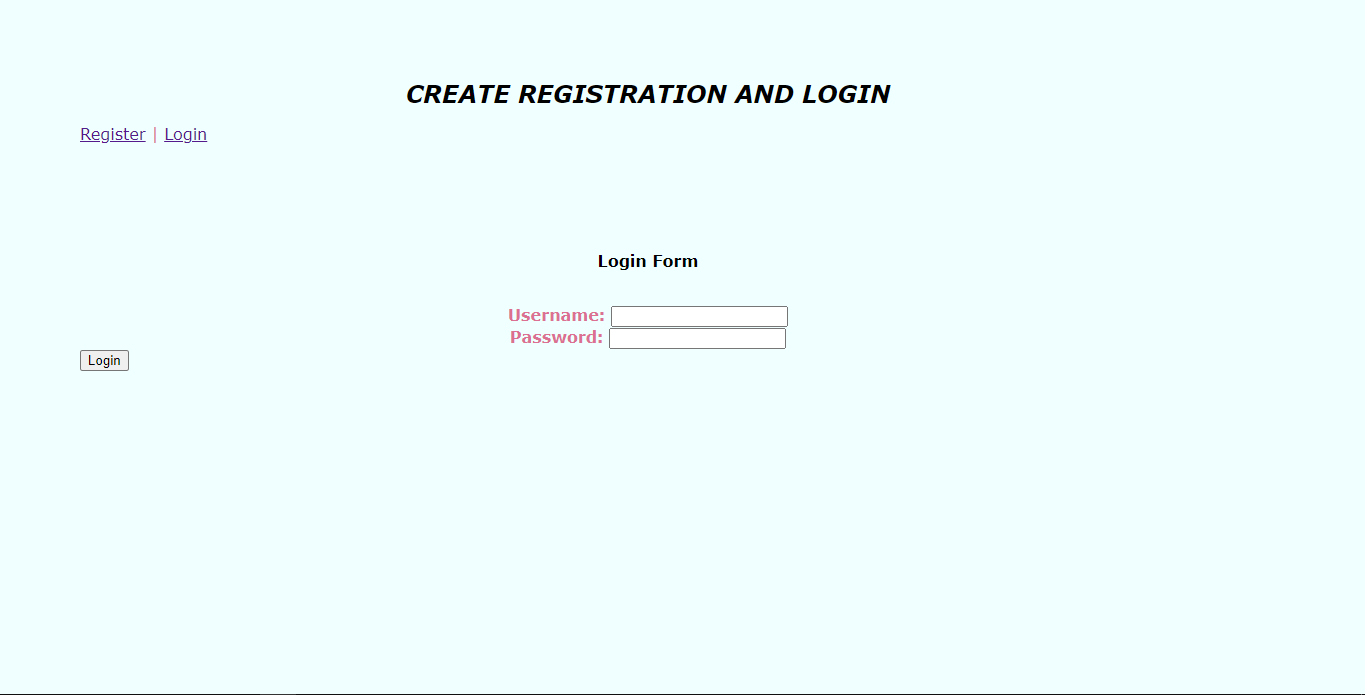 CREATE REGISTRATION AND LOGIN
Register | Login
Login Form
Username:
Password:
Login